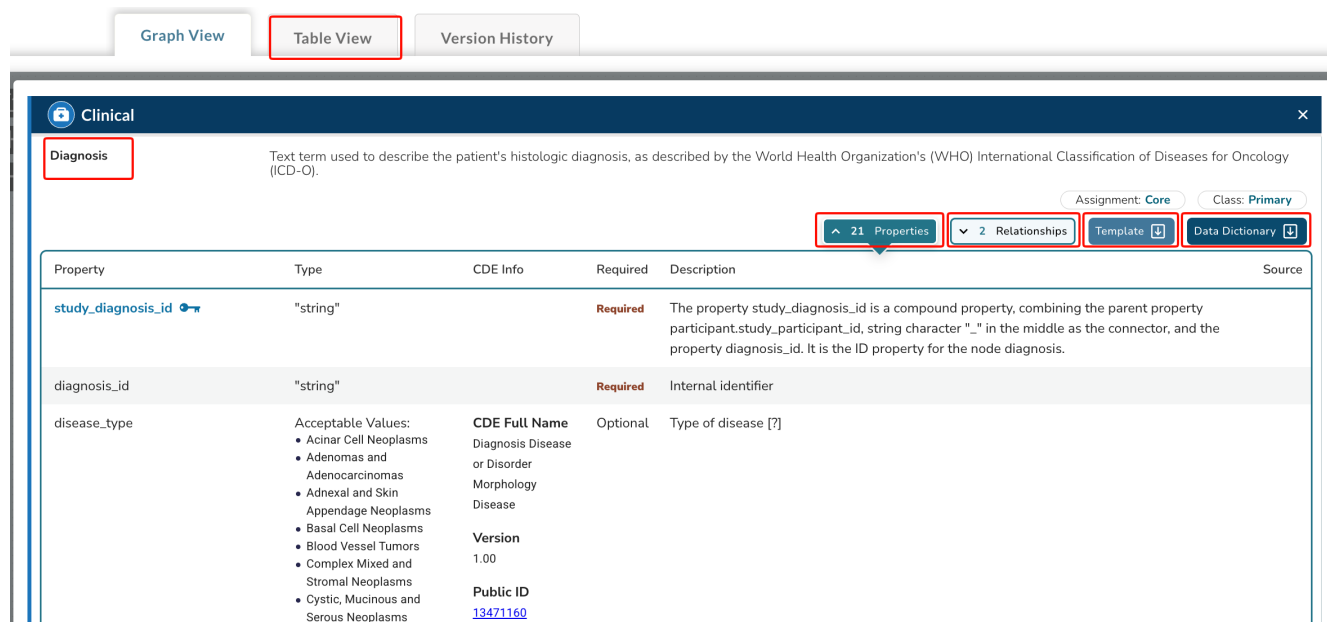 Graph View Table View Version History
Clinical ×
Diagnosis Text term used to describe the patient's histologic diagnosis, as described by the World Health Organization's (WHO) International Classification of Diseases for Oncology
(ICD-O).
Assignment: Core Class: Primary
21 Properties 2 Relationships Template Data Dictionary
Property Type CDE Info Required Description Source
study_diagnosis_id "string" Required The property study_diagnosis_id is a compound property, combining the parent property
participant.study_participant_id, string character "_" in the middle as the connector, and the
property diagnosis_id. It is the ID property for the node diagnosis.
diagnosis_id "string" Required Internal identifier
disease_type Acceptable Values: CDE Full Name Optional Type of disease [?]
• Acinar Cell Neoplasms Diagnosis Disease
• Adenomas and or Disorder
Adenocarcinomas Morphology
• Adnexal and Skin Disease
Appendage Neoplasms
• Basal Cell Neoplasms Version
• Blood Vessel Tumors 1.00
• Complex Mixed and
Stromal Neoplasms Public ID
• Cystic, Mucinous and 13471160
Serous Neoplasms